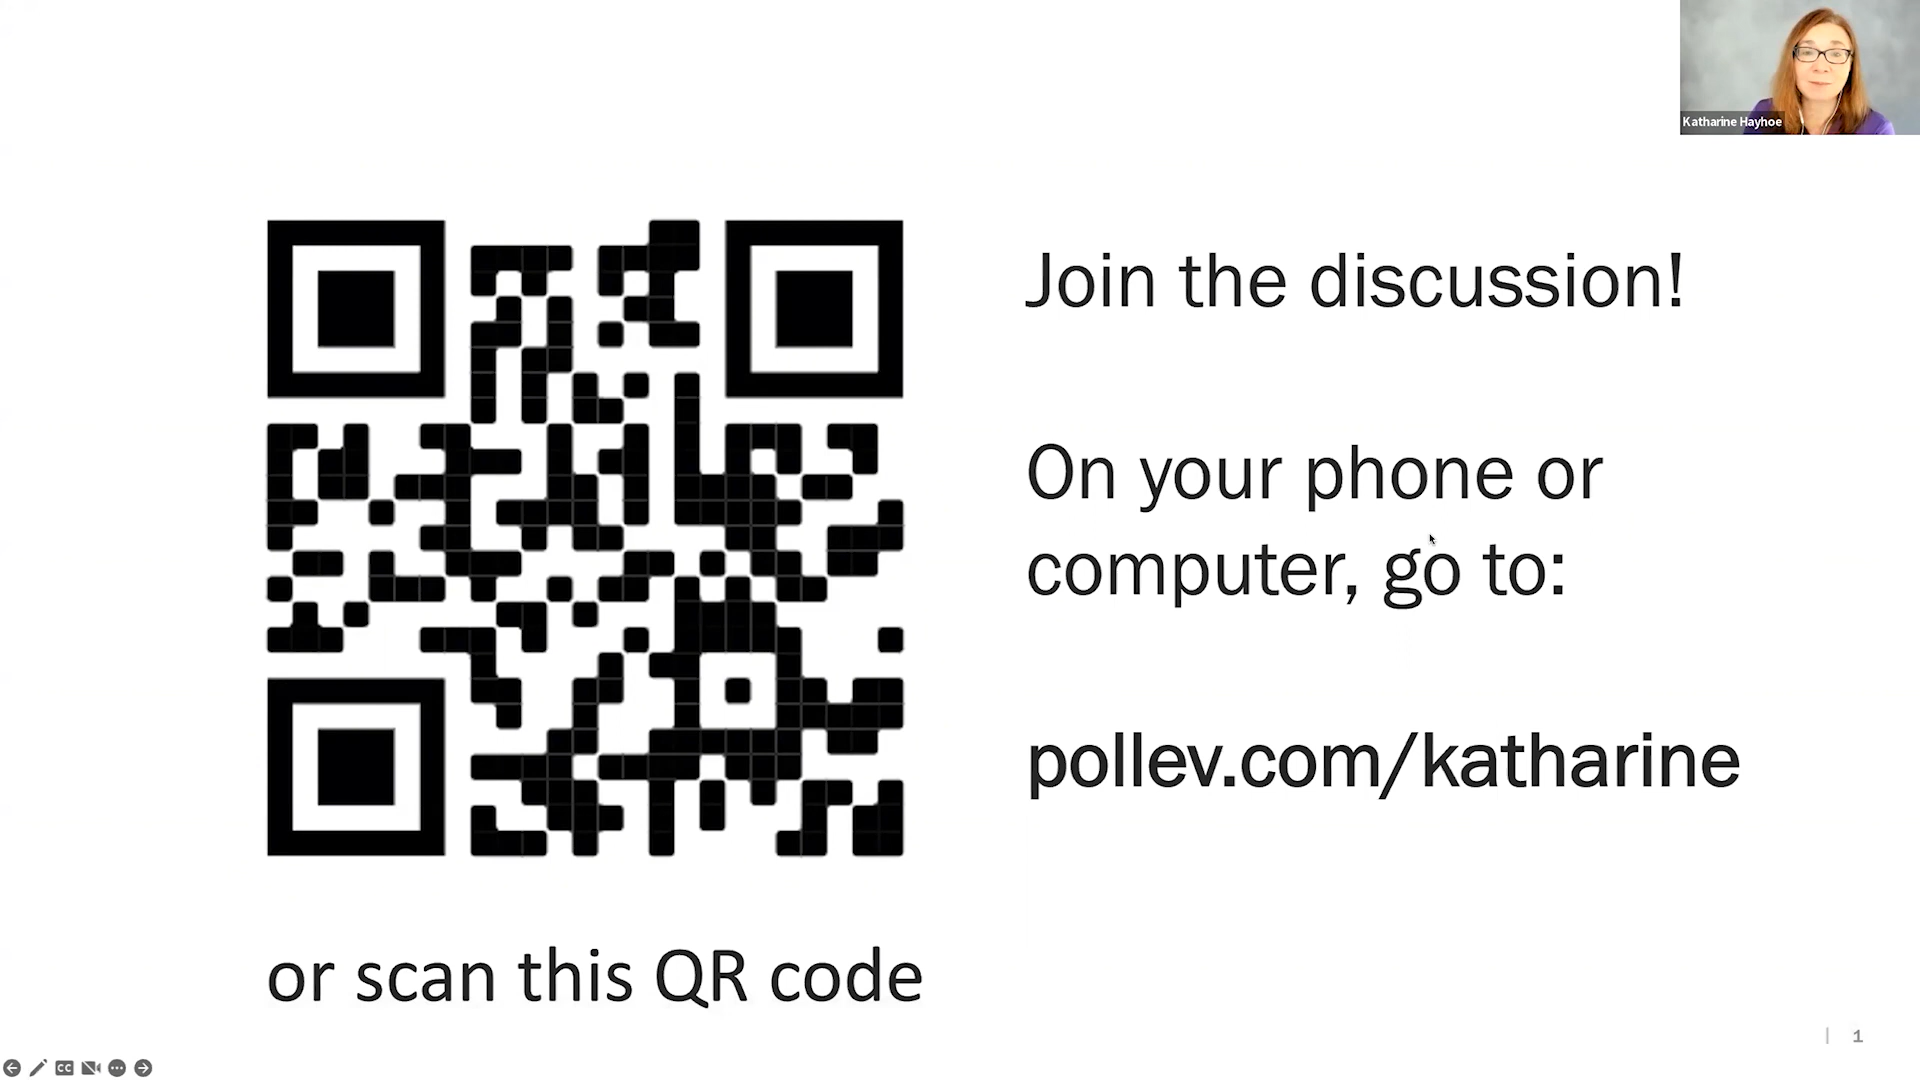 Katharine Hayhoe
Join the discussion!
On your phone or
computer, go to:
pollev.com/katharine
or scan this QR code
| 1
CC